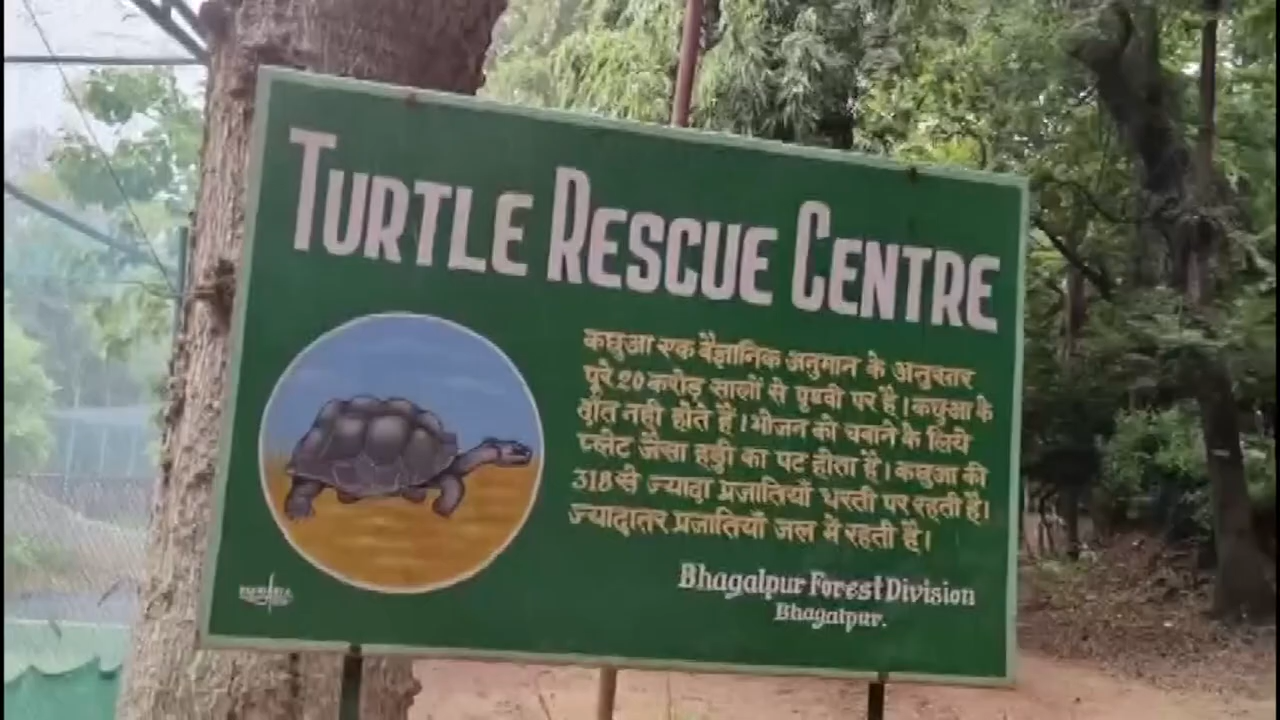 TURTLE RESCUE CENTRE
कछुआ एक वैज्ञानिक अनुमान के अनुसार
पूरे 20 करोड़ सालों से पृथ्वी पर है। कछुआ के
दाँत नही होते हैं। भोजन को चबाने के लिये
प्लेट जैसा हड्डी का पट होता है। कछुआ की
318 से ज्यादा प्रजातियाँ धरती पर रहती है।
ज्यादातर प्रजातियाँ जल में रहती है।
Bhagalpur Forest Division
Bhagalpur.